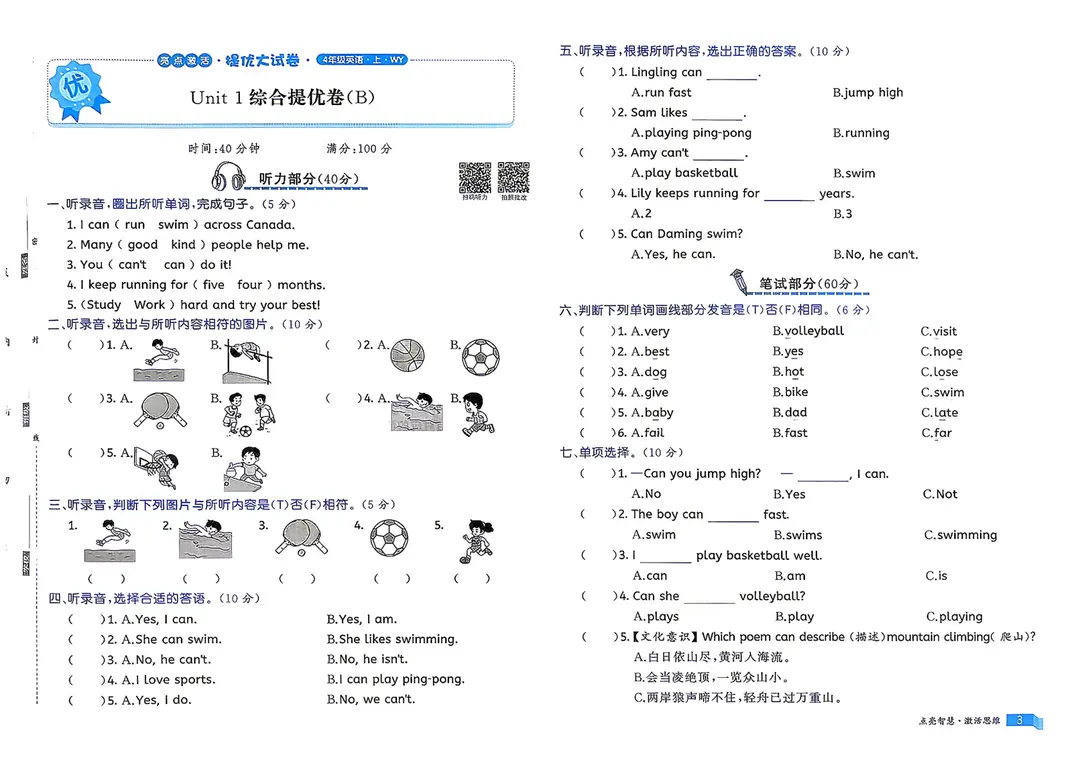 优
亮点激活·提优大试卷·4年级英语·上·WY
Unit 1 综合提优卷(B)
时间:40分钟 满分:100分
听力部分(40分)
扫码听力 拍照批改
一、听录音,圈出所听单词,完成句子。(5分)
1. I can ( run swim ) across Canada.
2. Many ( good kind ) people help me.
3. You ( can't can ) do it!
4. I keep running for ( five four ) months.
5. (Study Work ) hard and try your best!
二、听录音,选出与所听内容相符的图片。(10分)
( )1. A. B. ( )2. A. B.
( )3. A. B. ( )4. A. B.
( )5. A. B.
三、听录音,判断下列图片与所听内容是(T)否(F)相符。(5分)
1. 2. 3. 4. 5.
( ) ( ) ( ) ( ) ( )
四、听录音,选择合适的答语。(10分)
( )1. A.Yes, I can. B.Yes, I am.
( )2. A.She can swim. B.She likes swimming.
( )3. A.No, he can't. B.No, he isn't.
( )4. A.I love sports. B.I can play ping-pong.
( )5. A.Yes, I do. B.No, we can't.
五、听录音,根据所听内容,选出正确的答案。(10分)
( )1. Lingling can ________.
A.run fast B.jump high
( )2. Sam likes ________.
A.playing ping-pong B.running
( )3. Amy can't ________.
A.play basketball B.swim
( )4. Lily keeps running for ________ years.
A.2 B.3
( )5. Can Daming swim?
A.Yes, he can. B.No, he can't.
笔试部分(60分)
六、判断下列单词画线部分发音是(T)否(F)相同。(6分)
( )1. A.very B.volleyball C.visit
( )2. A.best B.yes C.hope
( )3. A.dog B.hot C.lose
( )4. A.give B.bike C.swim
( )5. A.baby B.dad C.late
( )6. A.fail B.fast C.far
七、单项选择。(10分)
( )1. —Can you jump high? — ________, I can.
A.No B.Yes C.Not
( )2. The boy can ________ fast.
A.swim B.swims C.swimming
( )3. I ________ play basketball well.
A.can B.am C.is
( )4. Can she ________ volleyball?
A.plays B.play C.playing
( )5.【文化意识】Which poem can describe (描述)mountain climbing( 爬山)?
A.白日依山尽,黄河入海流。
B.会当凌绝顶,一览众山小。
C.两岸猿声啼不住,轻舟已过万重山。
点亮智慧·激活思维 3
密
封
线